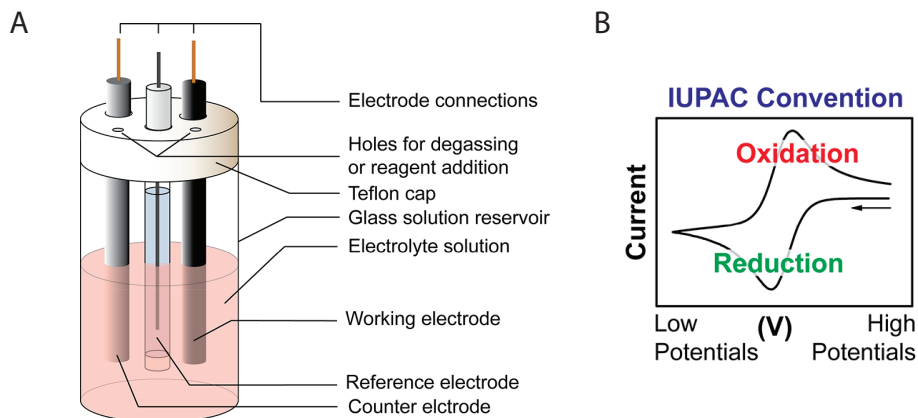 A
Electrode connections
Holes for degassing
or reagent addition
Teflon cap
Glass solution reservoir
Electrolyte solution
Working electrode
Reference electrode
Counter elctrode
B
IUPAC Convention
Oxidation
Current
Reduction
Low
Potentials
(V)
High
Potentials